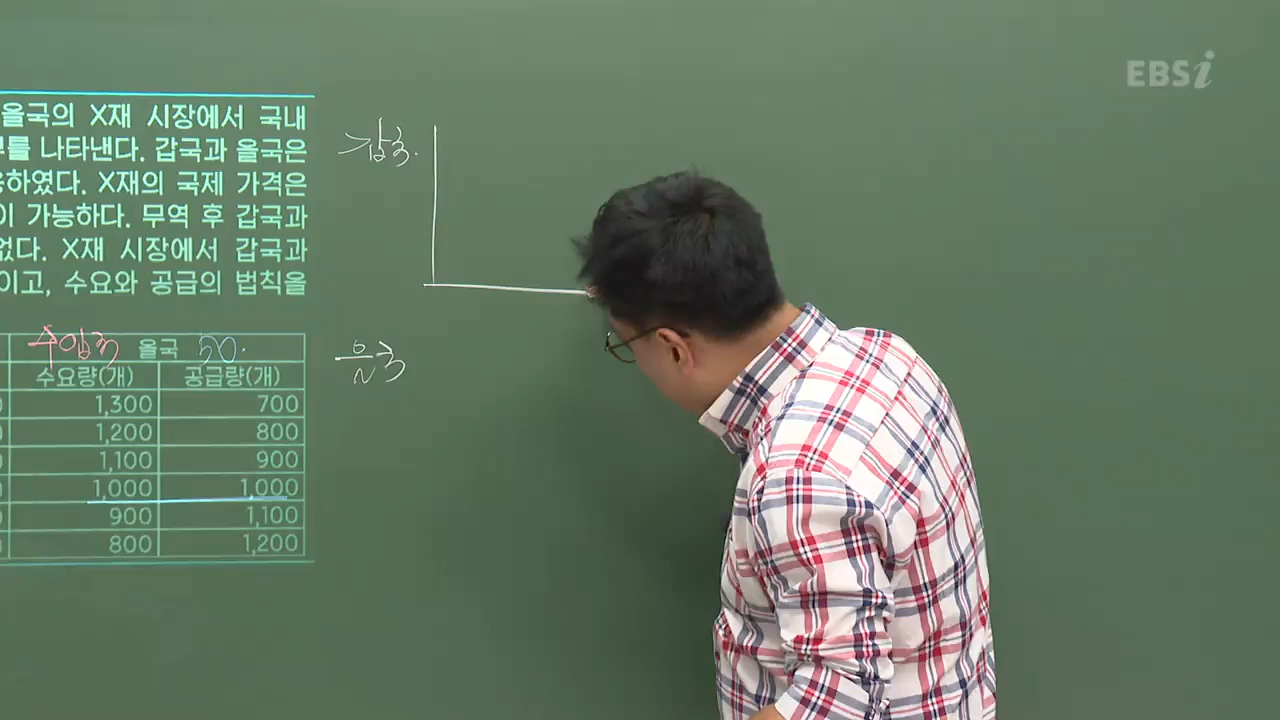 EBSi
을국의 X재 시장에서 국내
를 나타낸다. 갑국과 을국은
하였다. X재의 국제 가격은
이 가능하다. 무역 후 갑국과
없다. X재 시장에서 갑국과
이고, 수요와 공급의 법칙을
갑국.
수입국 을국 50.
수요량(개) 공급량(개)
1,300 700
1,200 800
1,100 900
1,000 1,000
900 1,100
800 1,200
을국